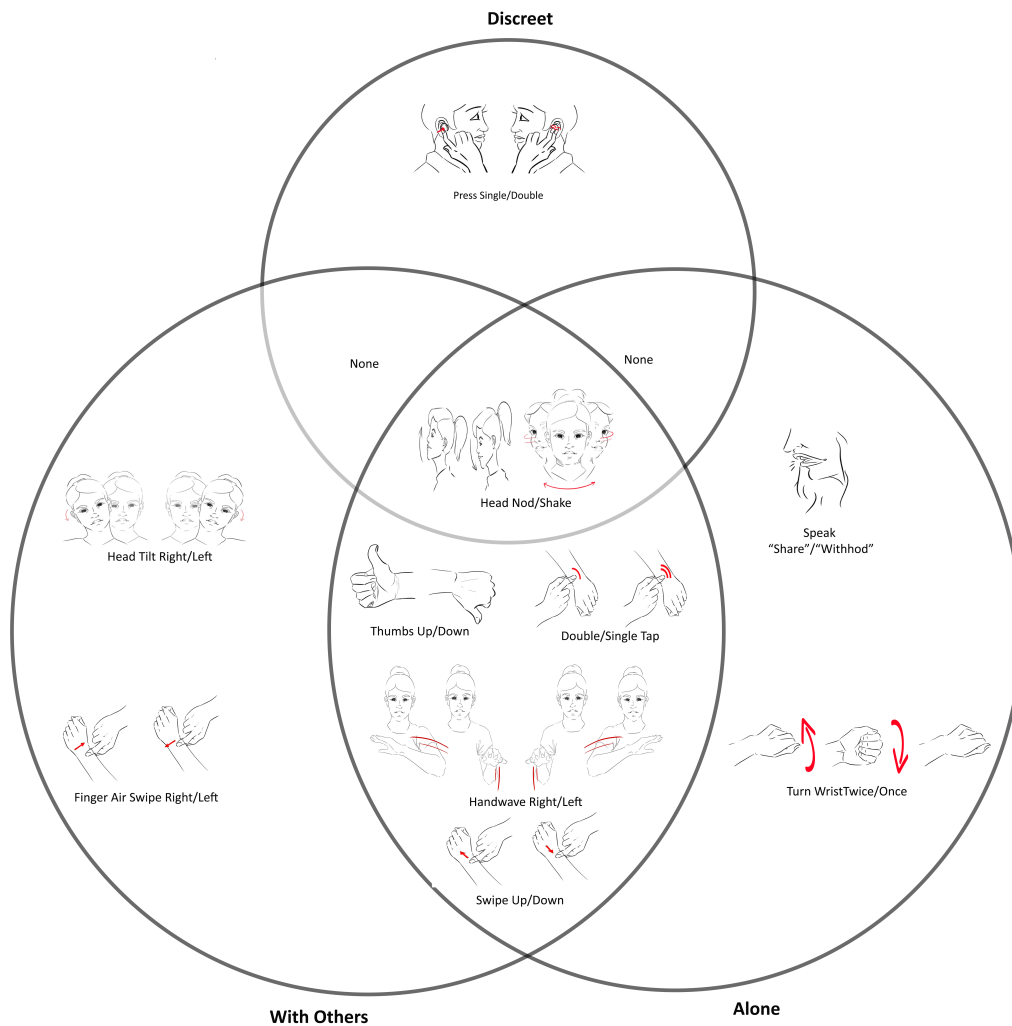 Discreet
Press Single/Double
None
None
Head Nod/Shake
Head Tilt Right/Left
Speak
“Share”/“Withhod”
Thumbs Up/Down
Double/Single Tap
Finger Air Swipe Right/Left
Handwave Right/Left
Turn WristTwice/Once
Swipe Up/Down
With Others
Alone